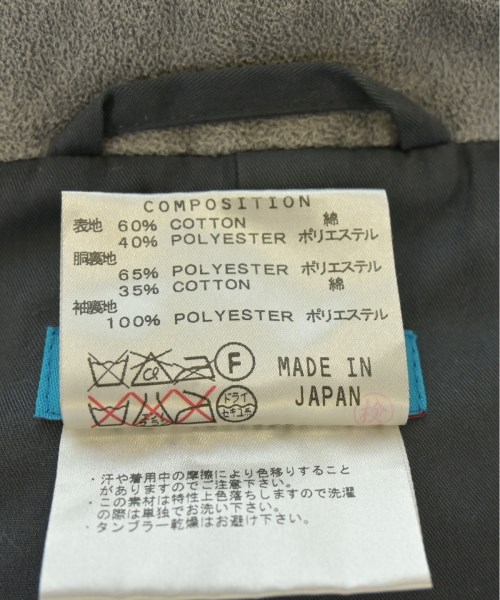 COMPOSITION
表地 60% COTTON 綿
40% POLYESTER ポリエステル
胴裏地
65% POLYESTER ポリエステル
35% COTTON 綿
袖裏地
100% POLYESTER ポリエステル
Cℓ F MADE IN
ドライ JAPAN 検
セキユ系
・汗や着用中の摩擦により色移りすること
がありますのでご注意下さい。
・この素材は特性上色落ちしますので洗濯
の際は単独でお洗い下さい。
・タンブラー乾燥はお避け下さい。